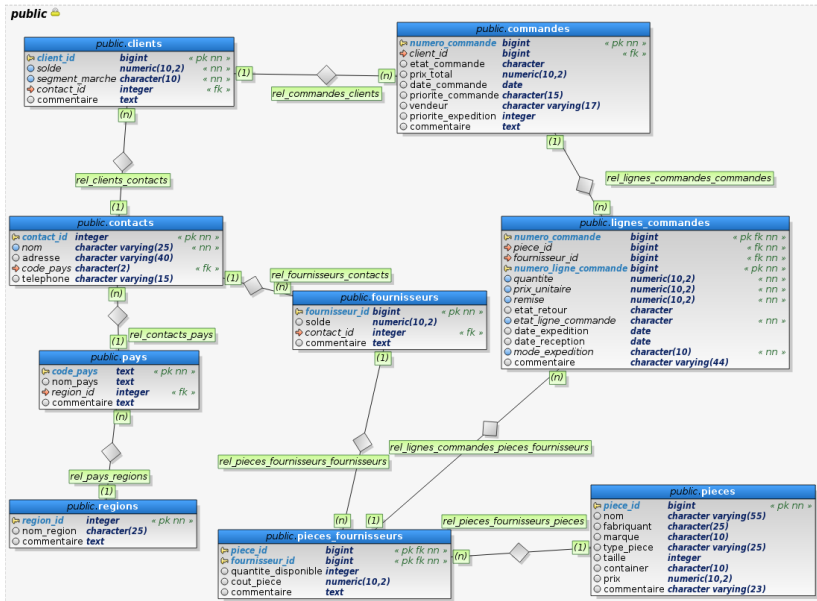 public
public.clients
client_id bigint « pk nn »
solde numeric(10,2) « nn »
segment_marche character(10) « nn »
contact_id integer « fk »
commentaire text
(1)
(n)
rel_commandes_clients
public.commandes
numero_commande bigint « pk nn »
client_id bigint « fk »
etat_commande character
prix_total numeric(10,2)
date_commande date
priorite_commande character(15)
vendeur character varying(17)
priorite_expedition integer
commentaire text
(n)
rel_clients_contacts
(1)
(1)
rel_lignes_commandes_commandes
(n)
public.contacts
contact_id integer « pk nn »
nom character varying(25) « nn »
adresse character varying(40)
code_pays character(2) « fk »
telephone character varying(15)
(1)
rel_fournisseurs_contacts
(n)
public.lignes_commandes
numero_commande bigint « pk fk nn »
piece_id bigint « fk »
fournisseur_id bigint « fk »
numero_ligne_commande bigint « pk nn »
quantite numeric(10,2) « nn »
prix_unitaire numeric(10,2) « nn »
remise numeric(10,2) « nn »
etat_retour character
etat_ligne_commande character « nn »
date_expedition date
date_reception date
mode_expedition character(10) « nn »
commentaire character varying(44)
public.fournisseurs
fournisseur_id bigint « pk nn »
solde numeric(10,2)
contact_id integer « fk »
commentaire text
(n)
rel_contacts_pays
(1)
public.pays
code_pays text « pk nn »
nom_pays text
region_id integer « fk »
commentaire text
(1)
(n)
(n)
rel_lignes_commandes_pieces_fournisseurs
rel_pieces_fournisseurs_fournisseurs
rel_pays_regions
(1)
public.regions
region_id integer « pk nn »
nom_region character(25)
commentaire text
(n)
(1)
rel_pieces_fournisseurs_pieces
public.pieces_fournisseurs
piece_id bigint « pk fk nn »
fournisseur_id bigint « pk fk nn »
quantite_disponible integer
cout_piece numeric(10,2)
commentaire text
(n)
(1)
public.pieces
piece_id bigint « pk nn »
nom character varying(55)
fabriquant character(25)
marque character(10)
type_piece character varying(25)
taille integer
container character(10)
prix numeric(10,2)
commentaire character varying(23)